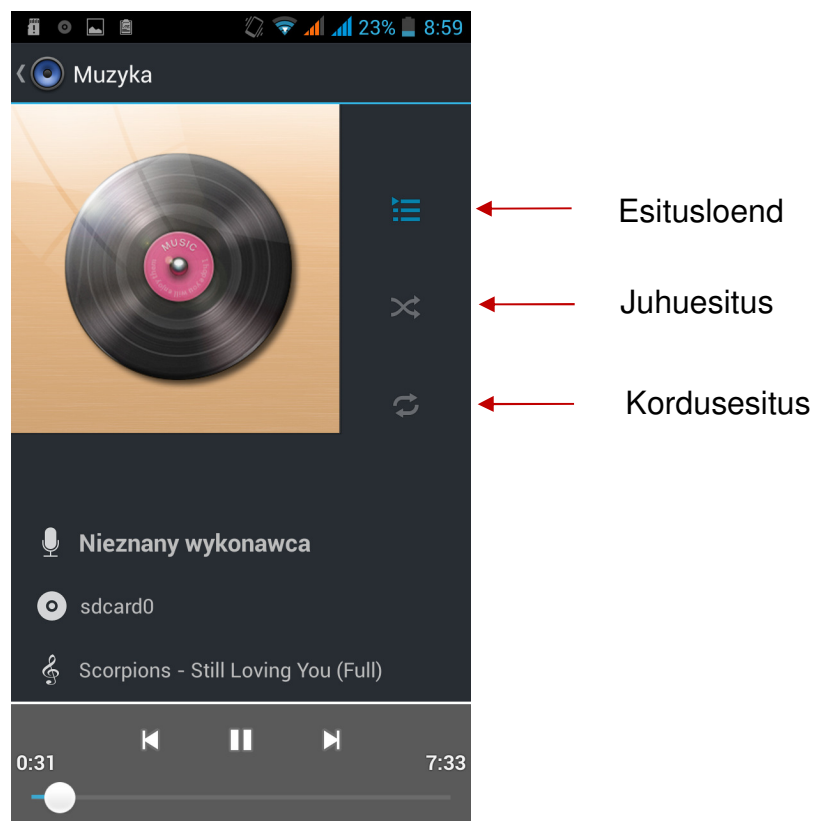 23% 8:59
Muzyka
MUSIC
Esitusloend
Juhuesitus
Kordusesitus
Nieznany wykonawca
sdcard0
Scorpions - Still Loving You (Full)
0:31 7:33